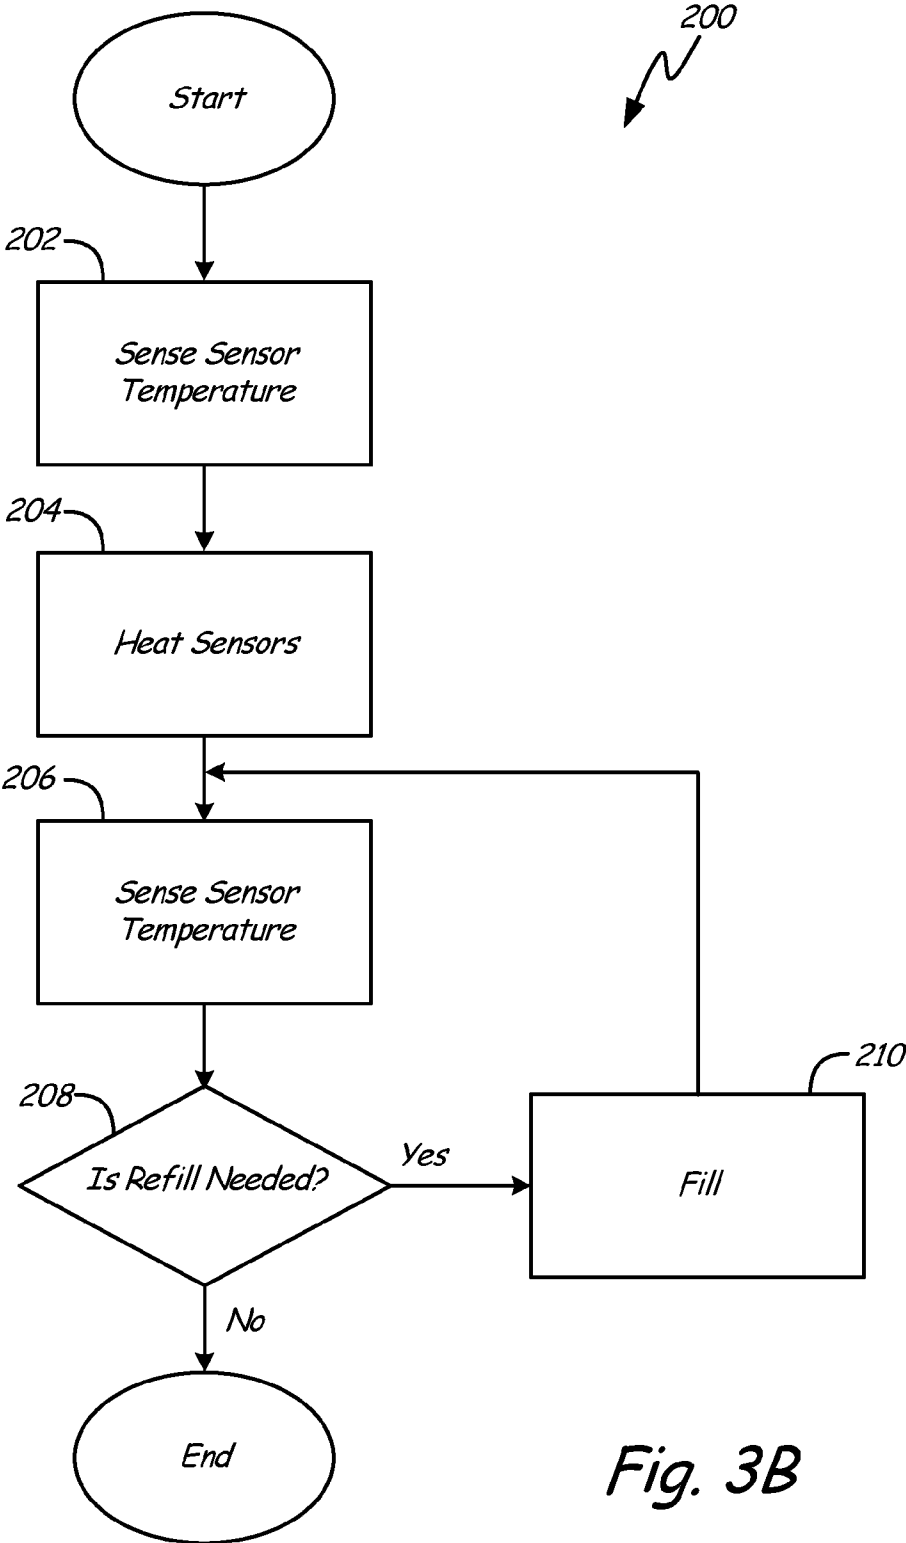 200
Start
202
Sense Sensor
Temperature
204
Heat Sensors
206
Sense Sensor
Temperature
208
Is Refill Needed?
Yes
210
Fill
No
End
Fig. 3B